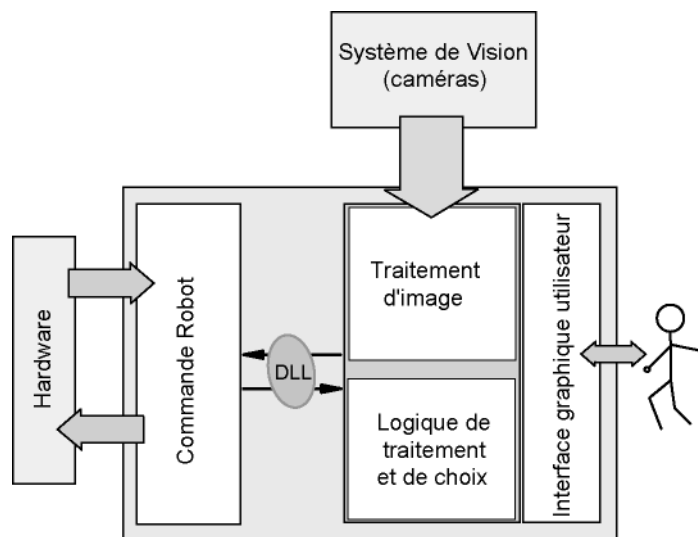 Système de Vision
(caméras)
Hardware
Commande Robot
DLL
Traitement
d'image
Logique de
traitement
et de choix
Interface graphique utilisateur